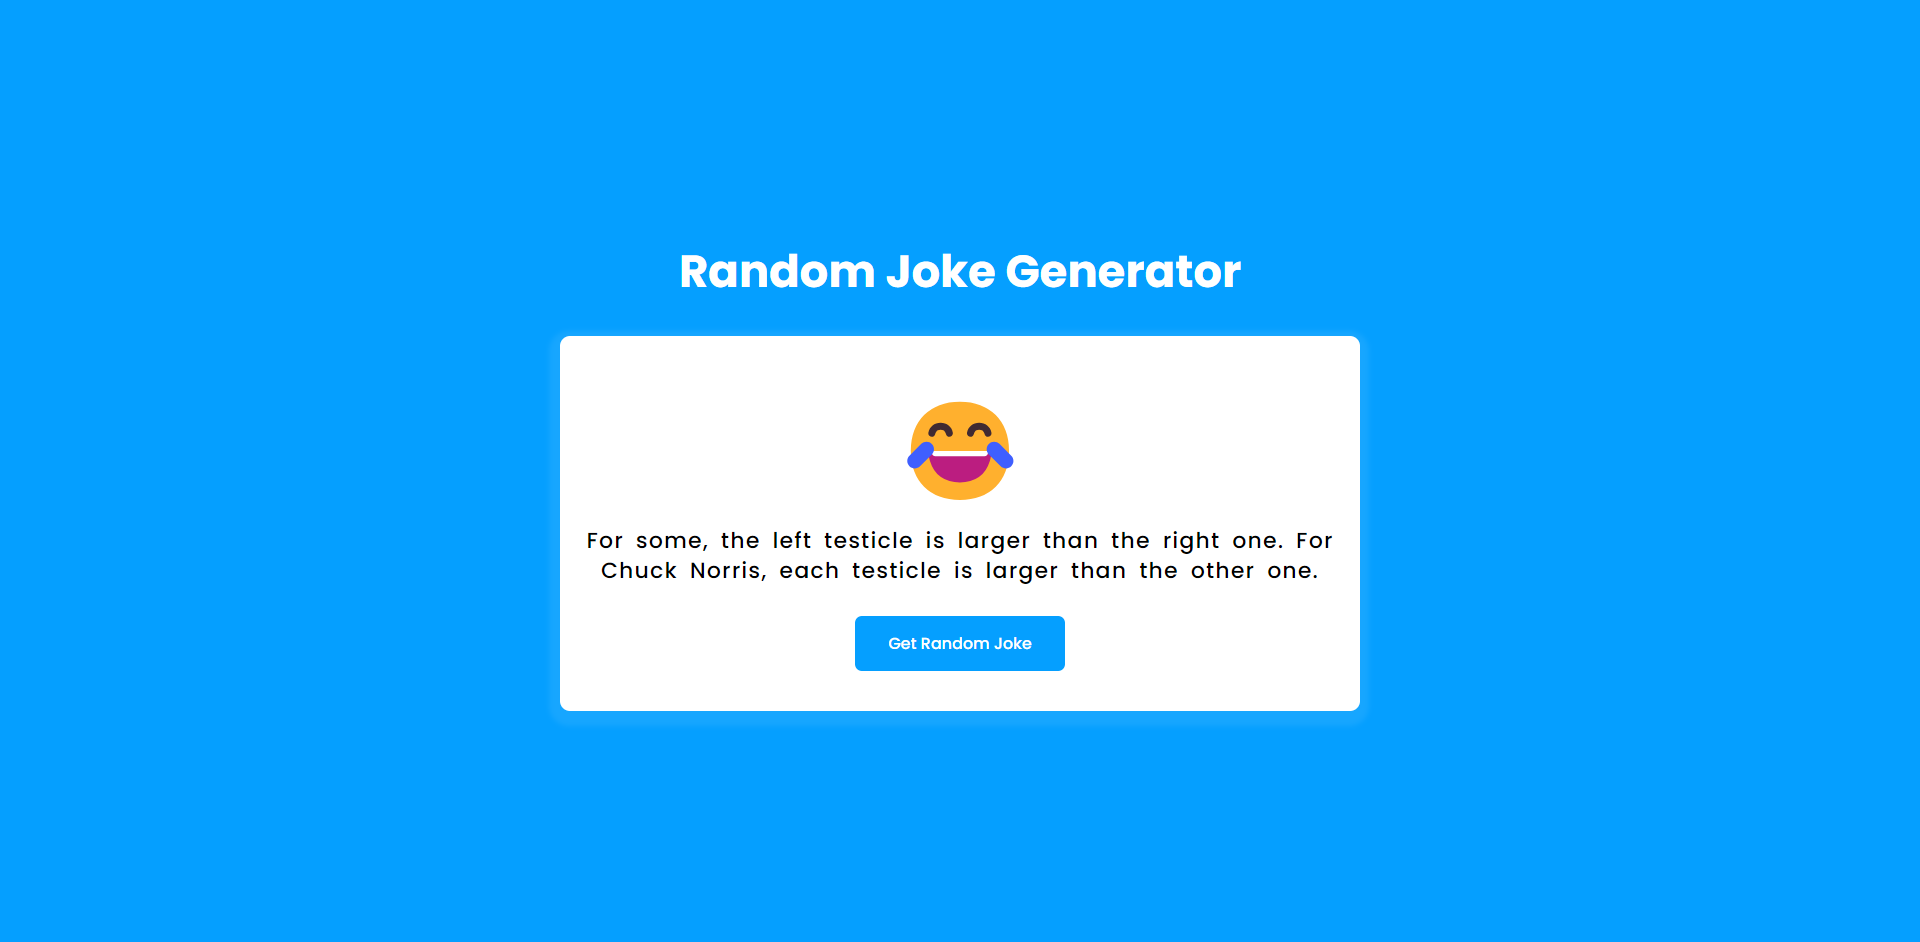 Random Joke Generator
For some, the left testicle is larger than the right one. For
Chuck Norris, each testicle is larger than the other one.
Get Random Joke